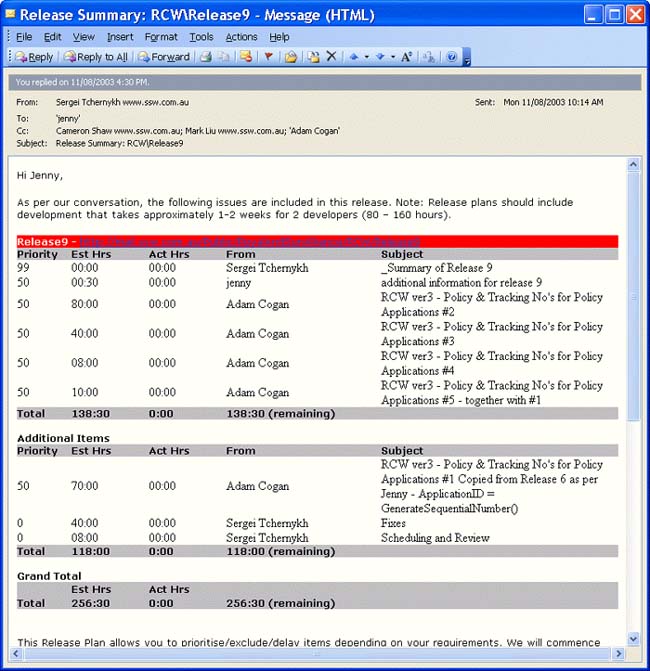 Release Summary: RCW\Release9 - Message (HTML)
File Edit View Insert Format Tools Actions Help
Reply Reply to All Forward
You replied on 11/08/2003 4:30 PM.
From: Sergei Tchernykh www.ssw.com.au Sent: Mon 11/08/2003 10:14 AM
To: 'jenny'
Cc: Cameron Shaw www.ssw.com.au; Mark Liu www.ssw.com.au; 'Adam Cogan'
Subject: Release Summary: RCW\Release9
Hi Jenny,
As per our conversation, the following issues are included in this release. Note: Release plans should include
development that takes approximately 1-2 weeks for 2 developers (80 – 160 hours).
Release9 -
Priority Est Hrs Act Hrs From Subject
99 00:00 00:00 Sergei Tchernykh _Summary of Release 9
50 00:30 00:00 jenny additional information for release 9
50 80:00 00:00 Adam Cogan RCW ver3 - Policy & Tracking No's for Policy
Applications #2
50 40:00 00:00 Adam Cogan RCW ver3 - Policy & Tracking No's for Policy
Applications #3
50 08:00 00:00 Adam Cogan RCW ver3 - Policy & Tracking No's for Policy
Applications #4
50 10:00 00:00 Adam Cogan RCW ver3 - Policy & Tracking No's for Policy
Applications #5 - together with #1
Total 138:30 0:00 138:30 (remaining)
Additional Items
Priority Est Hrs Act Hrs From Subject
50 70:00 00:00 Adam Cogan RCW ver3 - Policy & Tracking No's for Policy
Applications #1 Copied from Release 6 as per
Jenny - ApplicationID =
GenerateSequentialNumber()
0 40:00 00:00 Sergei Tchernykh Fixes
0 08:00 00:00 Sergei Tchernykh Scheduling and Review
Total 118:00 0:00 118:00 (remaining)
Grand Total
Est Hrs Act Hrs
Total 256:30 0:00 256:30 (remaining)
This Release Plan allows you to prioritise/exclude/delay items depending on your requirements. We will commence